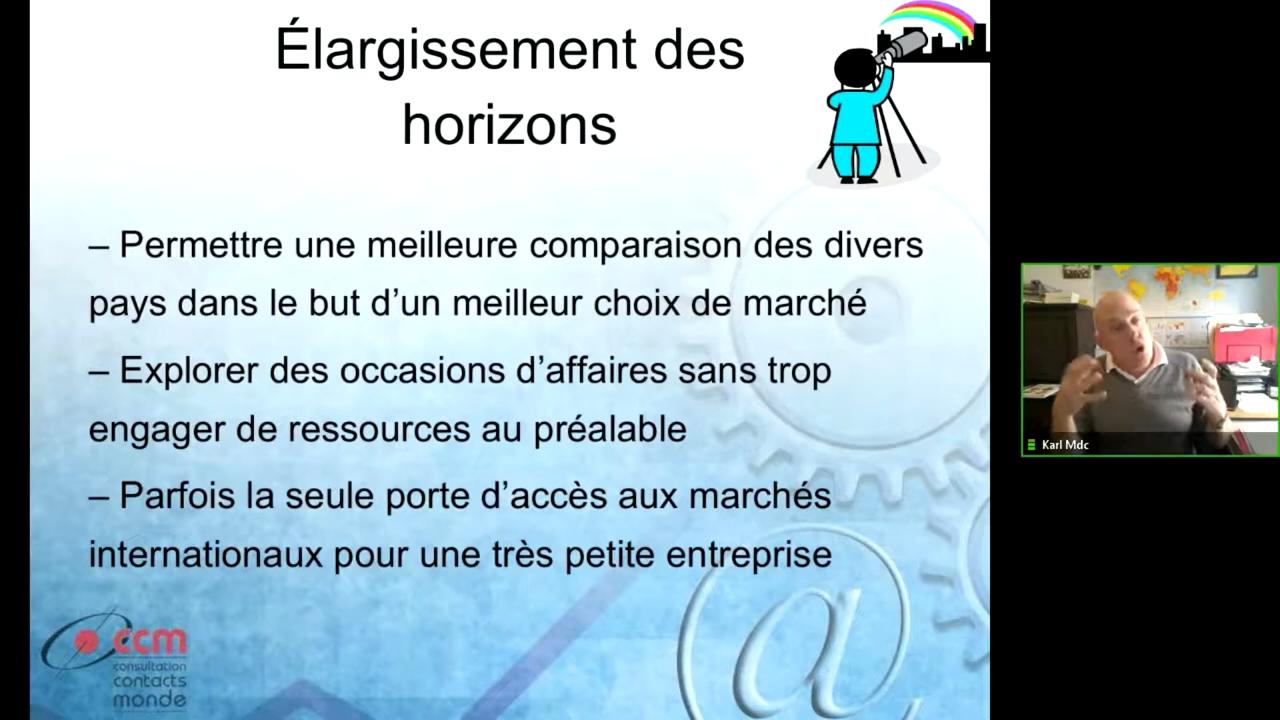 Élargissement des
horizons
– Permettre une meilleure comparaison des divers
pays dans le but d’un meilleur choix de marché
– Explorer des occasions d’affaires sans trop
engager de ressources au préalable
– Parfois la seule porte d’accès aux marchés
internationaux pour une très petite entreprise
ccm
consultation
contacts
monde
Karl Mdc